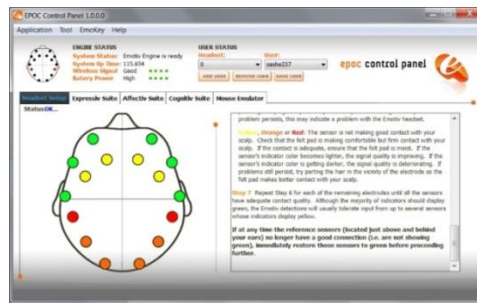 EPOC Control Panel 1.0.0.0
Application Tool EmoKey Help
ENGINE STATUS
System Status: Emotiv Engine is ready
System Up Time: 115.454
Wireless Signal Good
Battery Power High
USER STATUS
Headset: User:
0 sasha237
ADD USER REMOVE USER SAVE USER
epoc control panel
Headset Setup Expressiv Suite Affectiv Suite Cognitiv Suite Mouse Emulator
Status:OK...
problem persists, this may indicate a problem with the Emotiv headset.
Yellow, Orange or Red: The sensor is not making good contact with your
scalp. Check that the felt pad is making comfortable but firm contact with your
scalp. If the contact is adequate, ensure that the felt pad is moist. If the
sensor's indicator color becomes lighter, the signal quality is improving. If the
sensor's indicator color is getting darker, the signal quality is deteriorating. If
problems still persist, try parting the hair in the vicinity of the electrode so the
felt pad makes better contact with your scalp.
Step 7 Repeat Step 6 for each of the remaining electrodes until all the sensors
have adequate contact quality. Although the majority of indicators should display
green, the Emotiv detections will usually tolerate input from up to several sensors
whose indicators display yellow.
If at any time the reference sensors (located just above and behind
your ears) no longer have a good connection (i.e. are not showing
green), immediately restore those sensors to green before proceeding
further.